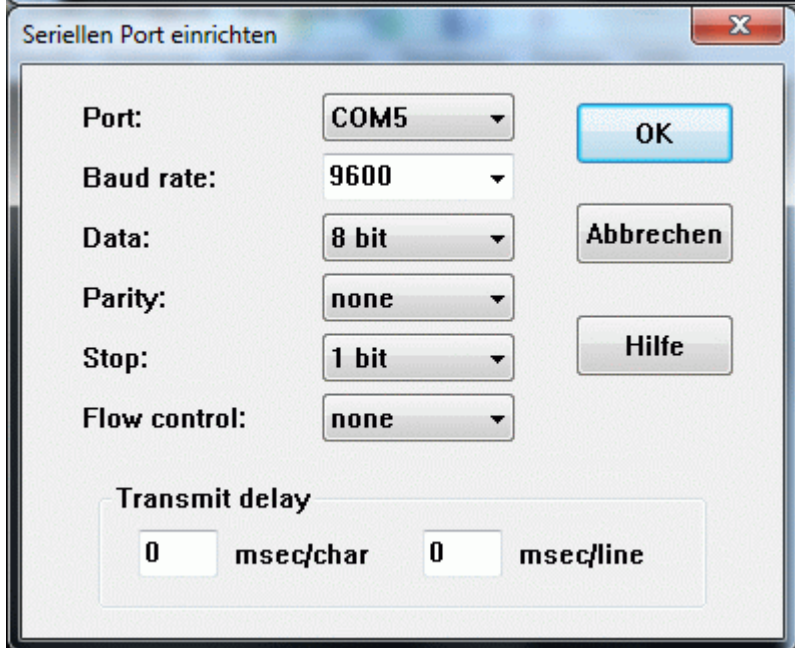 Seriellen Port einrichten
Port: COM5
OK
Baud rate: 9600
Data: 8 bit
Abbrechen
Parity: none
Stop: 1 bit
Hilfe
Flow control: none
Transmit delay
0 msec/char 0 msec/line